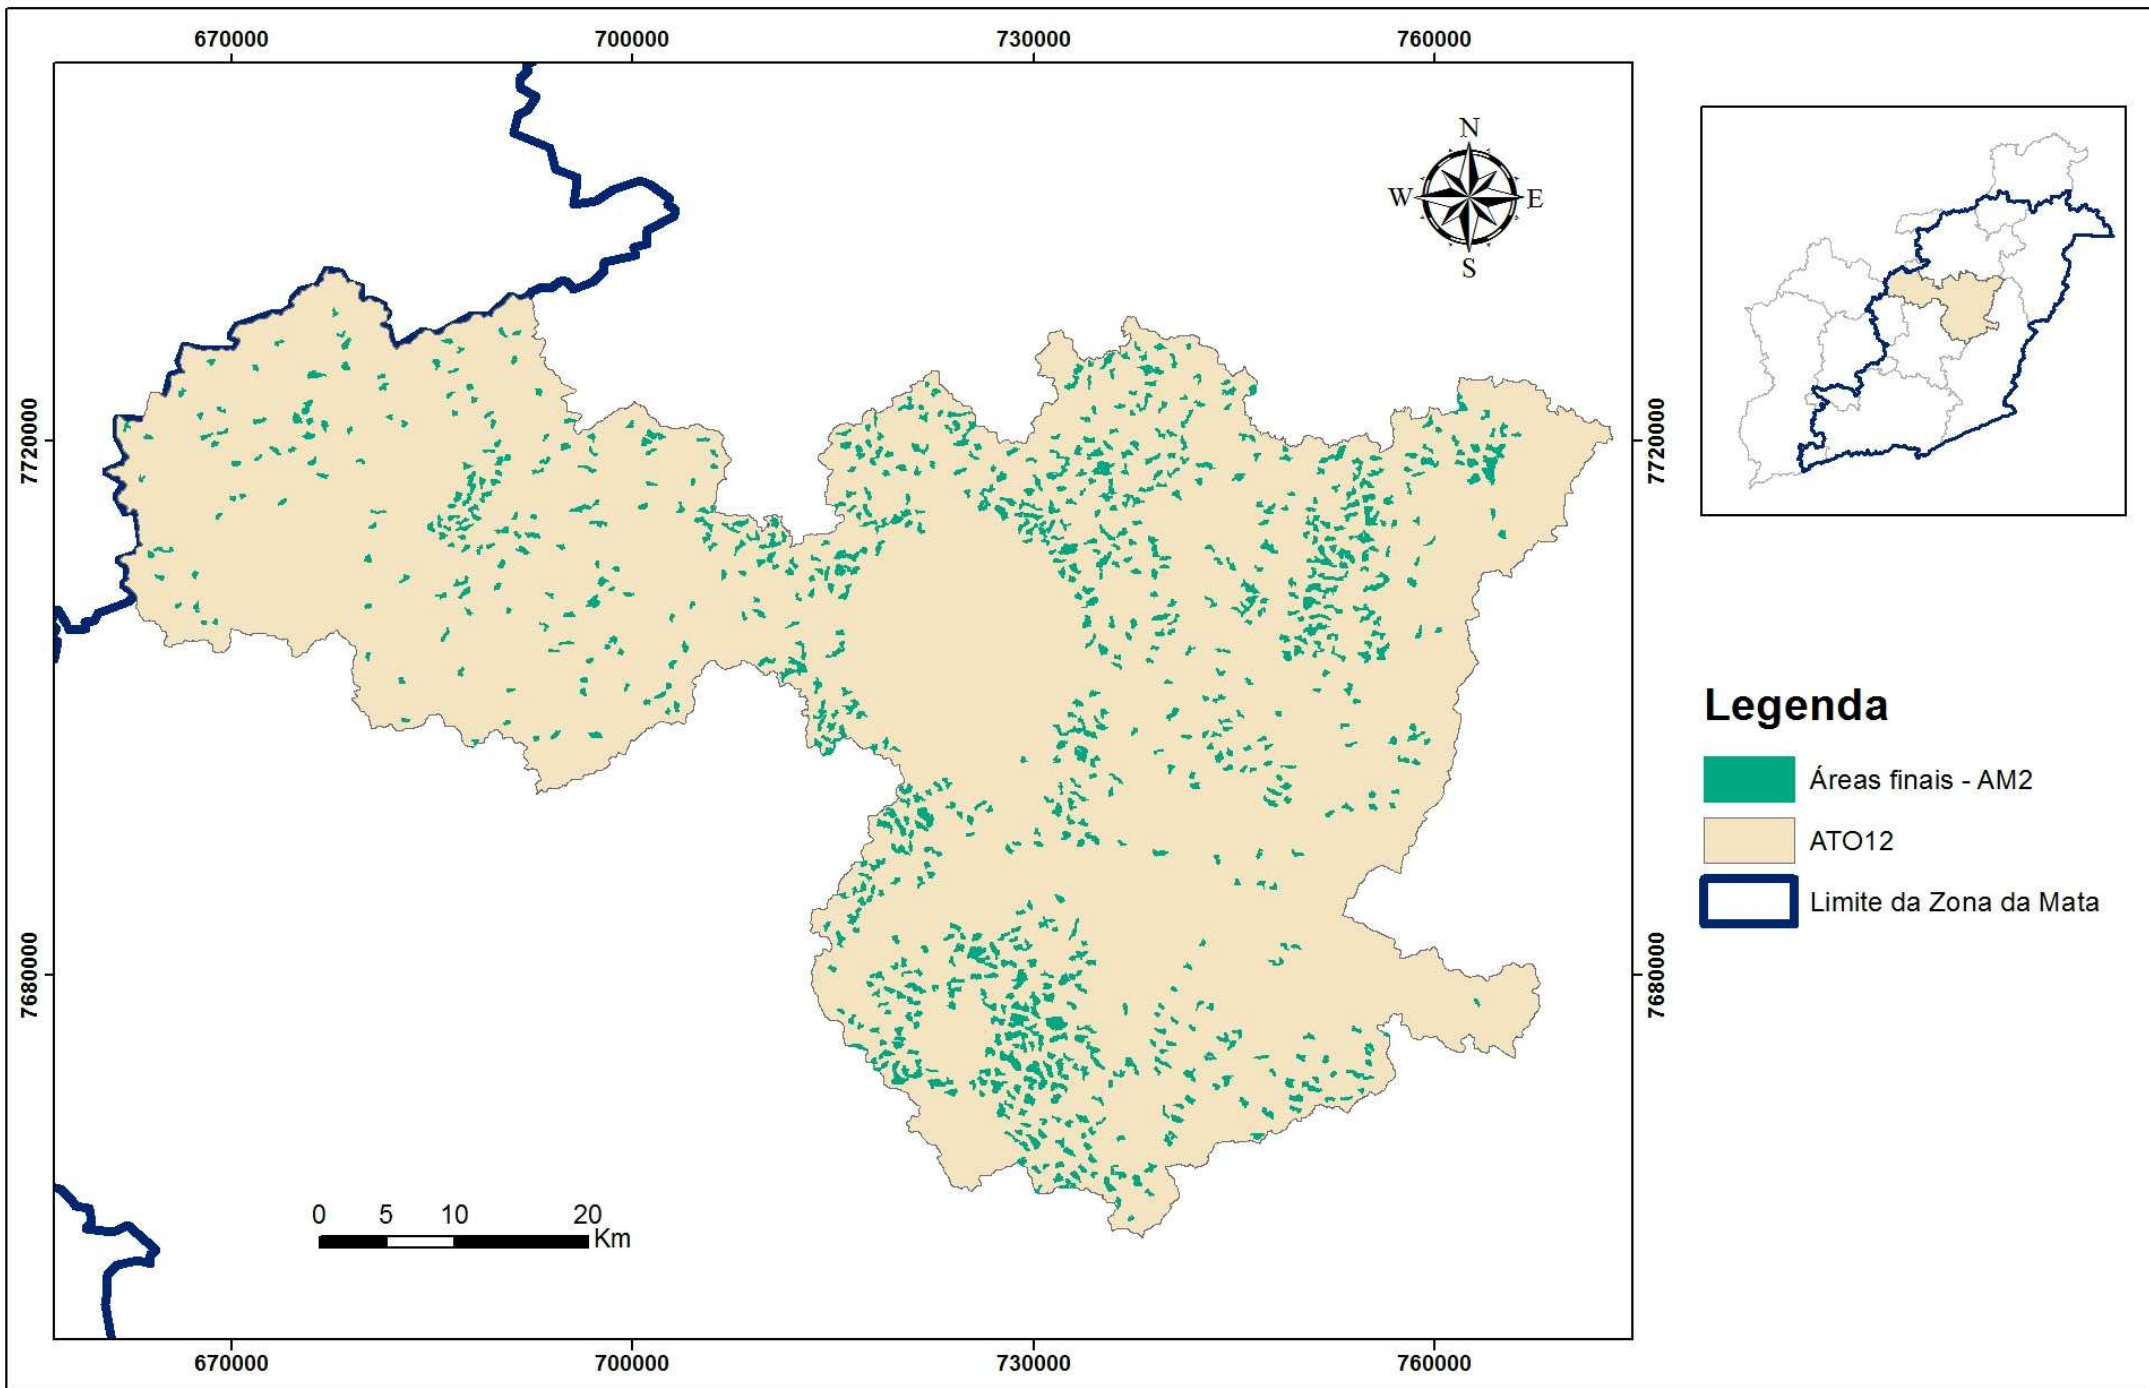 670000 700000 730000 760000
N
W E
S
7720000 7720000
Legenda
Áreas finais - AM2
ATO12
Limite da Zona da Mata
7680000 7680000
0 5 10 20
Km
670000 700000 730000 760000